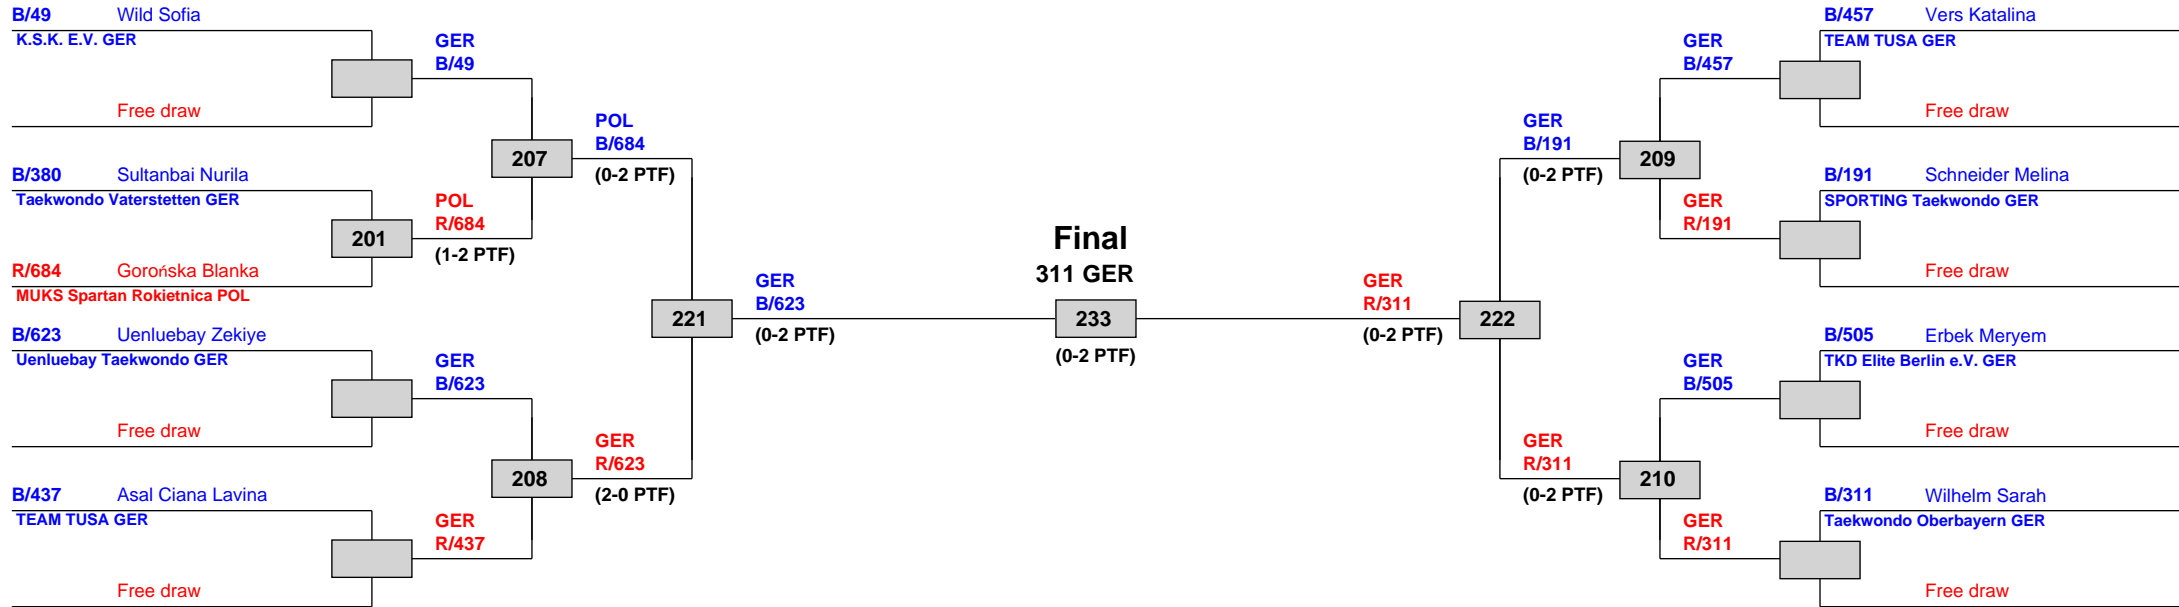 B/49 Wild Sofia
K.S.K. E.V. GER
Free draw
B/380 Sultanbai Nurila
Taekwondo Vaterstetten GER
R/684 Gorońska Blanka
MUKS Spartan Rokietnica POL
B/623 Uenluebay Zekiye
Uenluebay Taekwondo GER
Free draw
B/437 Asal Ciana Lavina
TEAM TUSA GER
Free draw
GER
B/49
201
POL
R/684
(1-2 PTF)
GER
B/623
GER
R/437
207
208
POL
B/684
(0-2 PTF)
GER
R/623
(2-0 PTF)
221
GER
B/623
(0-2 PTF)
Final
311 GER
233
(0-2 PTF)
GER
R/311
(0-2 PTF)
222
GER
B/191
(0-2 PTF)
GER
R/311
(0-2 PTF)
209
210
GER
B/457
GER
R/191
GER
B/505
GER
R/311
B/457 Vers Katalina
TEAM TUSA GER
Free draw
B/191 Schneider Melina
SPORTING Taekwondo GER
Free draw
B/505 Erbek Meryem
TKD Elite Berlin e.V. GER
Free draw
B/311 Wilhelm Sarah
Taekwondo Oberbayern GER
Free draw